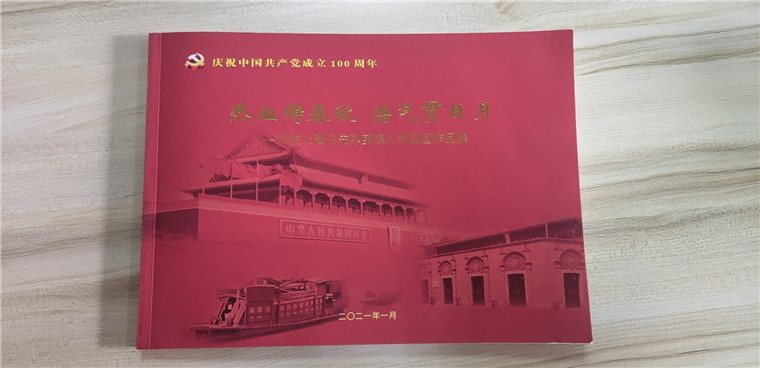 庆祝中国共产党成立100周年
热血铸春秋 浩气贯日月
中华人民共和国万岁
二〇二一年一月